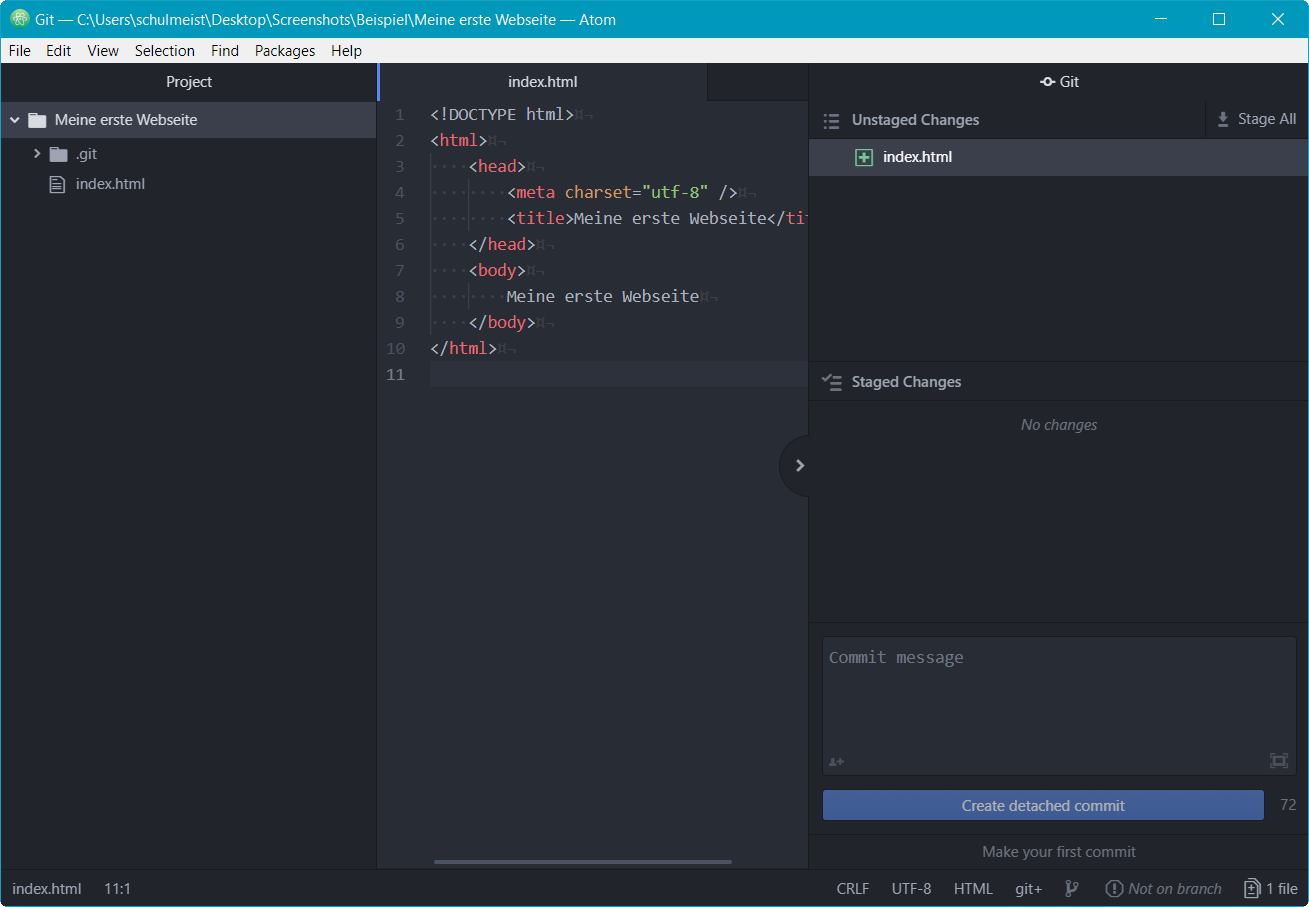 Git — C:\Users\schulmeist\Desktop\Screenshots\Beispiel\Meine erste Webseite — Atom
File Edit View Selection Find Packages Help
Project
Meine erste Webseite
.git
index.html
index.html
1 <!DOCTYPE html>¤¬
2 <html>¤¬
3 ····<head>¤¬
4 ········<meta charset="utf-8" />¤¬
5 ········<title>Meine erste Webseite</tit
6 ····</head>¤¬
7 ····<body>¤¬
8 ········Meine erste Webseite¤¬
9 ····</body>¤¬
10 </html>¤¬
11
Git
Unstaged Changes Stage All
index.html
Staged Changes
No changes
Commit message
Create detached commit 72
Make your first commit
index.html 11:1 CRLF UTF-8 HTML git+ Not on branch 1 file